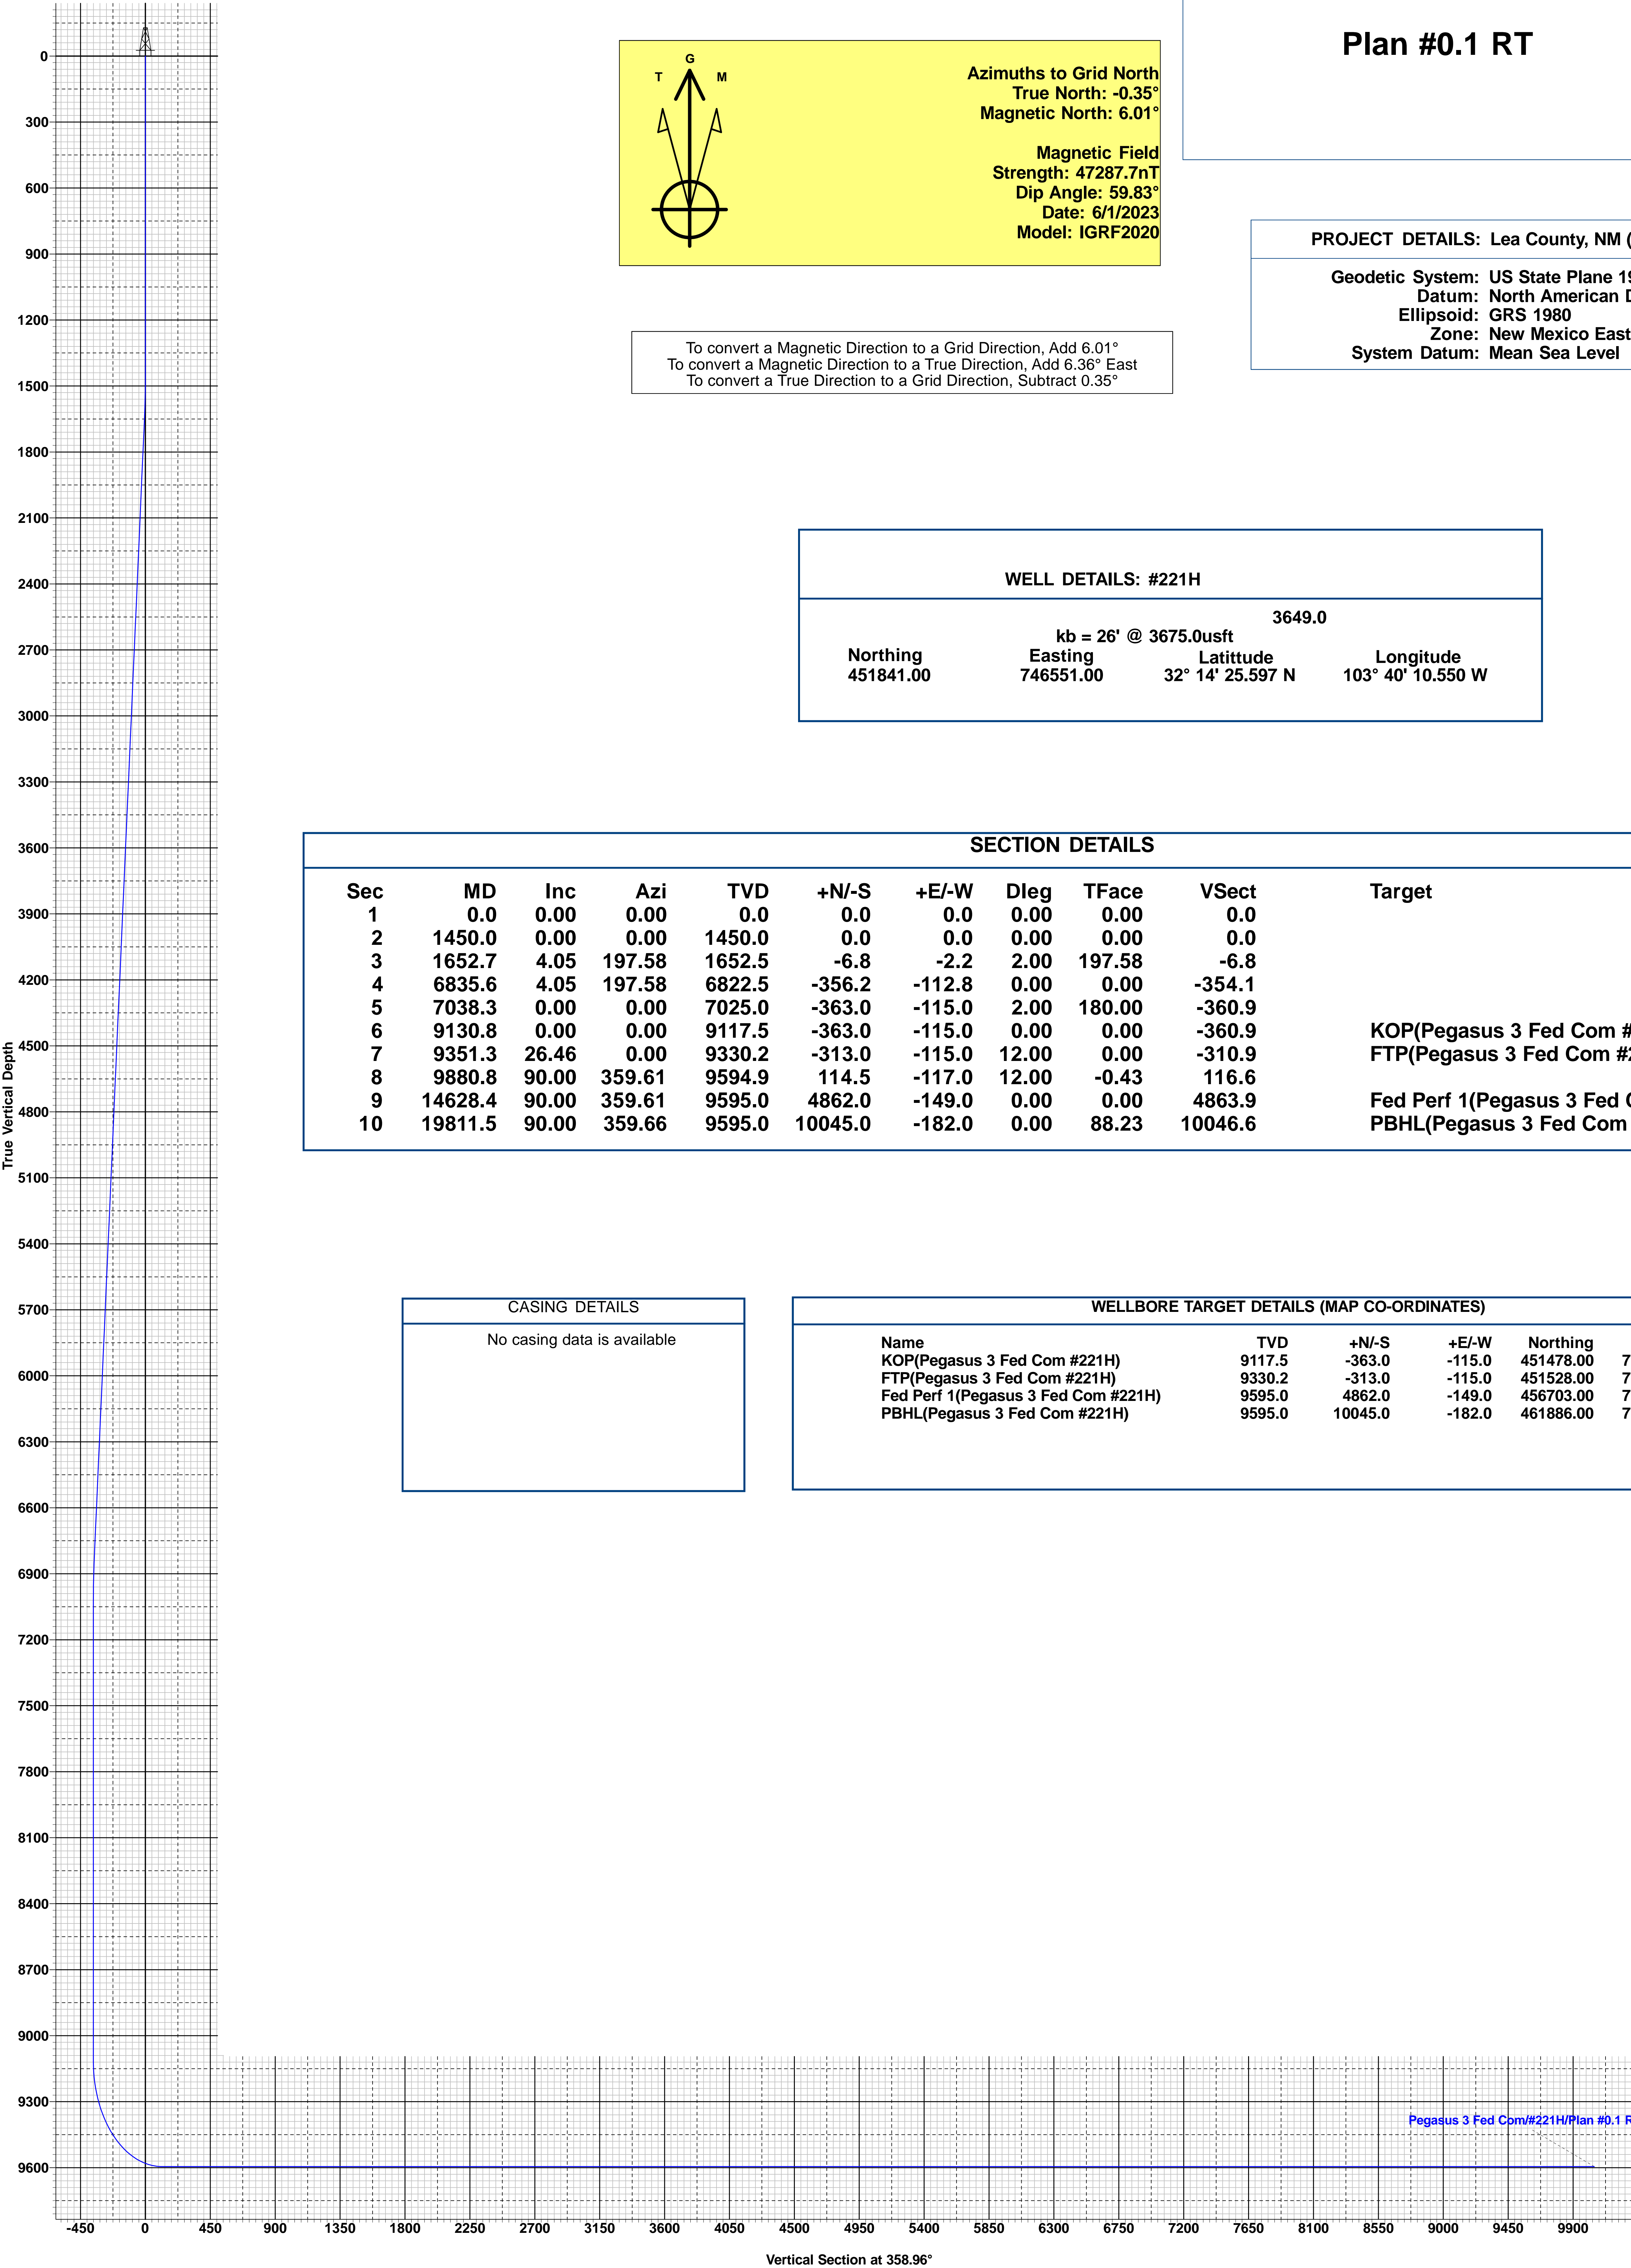 Plan #0.1 RT
G
T M
Azimuths to Grid North
True North: -0.35°
Magnetic North: 6.01°
Magnetic Field
Strength: 47287.7nT
Dip Angle: 59.83°
Date: 6/1/2023
Model: IGRF2020
PROJECT DETAILS: Lea County, NM (
Geodetic System: US State Plane 19
Datum: North American D
Ellipsoid: GRS 1980
Zone: New Mexico East
System Datum: Mean Sea Level
To convert a Magnetic Direction to a Grid Direction, Add 6.01°
To convert a Magnetic Direction to a True Direction, Add 6.36° East
To convert a True Direction to a Grid Direction, Subtract 0.35°
WELL DETAILS: #221H
3649.0
kb = 26' @ 3675.0usft
Northing Easting Latittude Longitude
451841.00 746551.00 32° 14' 25.597 N 103° 40' 10.550 W
SECTION DETAILS
Sec MD Inc Azi TVD +N/-S +E/-W Dleg TFace VSect Target
1 0.0 0.00 0.00 0.0 0.0 0.0 0.00 0.00 0.0
2 1450.0 0.00 0.00 1450.0 0.0 0.0 0.00 0.00 0.0
3 1652.7 4.05 197.58 1652.5 -6.8 -2.2 2.00 197.58 -6.8
4 6835.6 4.05 197.58 6822.5 -356.2 -112.8 0.00 0.00 -354.1
5 7038.3 0.00 0.00 7025.0 -363.0 -115.0 2.00 180.00 -360.9
6 9130.8 0.00 0.00 9117.5 -363.0 -115.0 0.00 0.00 -360.9 KOP(Pegasus 3 Fed Com #
7 9351.3 26.46 0.00 9330.2 -313.0 -115.0 12.00 0.00 -310.9 FTP(Pegasus 3 Fed Com #2
8 9880.8 90.00 359.61 9594.9 114.5 -117.0 12.00 -0.43 116.6
9 14628.4 90.00 359.61 9595.0 4862.0 -149.0 0.00 0.00 4863.9 Fed Perf 1(Pegasus 3 Fed C
10 19811.5 90.00 359.66 9595.0 10045.0 -182.0 0.00 88.23 10046.6 PBHL(Pegasus 3 Fed Com
CASING DETAILS
No casing data is available
WELLBORE TARGET DETAILS (MAP CO-ORDINATES)
Name TVD +N/-S +E/-W Northing
KOP(Pegasus 3 Fed Com #221H) 9117.5 -363.0 -115.0 451478.00 7
FTP(Pegasus 3 Fed Com #221H) 9330.2 -313.0 -115.0 451528.00 7
Fed Perf 1(Pegasus 3 Fed Com #221H) 9595.0 4862.0 -149.0 456703.00 7
PBHL(Pegasus 3 Fed Com #221H) 9595.0 10045.0 -182.0 461886.00 7
True Vertical Depth
0
300
600
900
1200
1500
1800
2100
2400
2700
3000
3300
3600
3900
4200
4500
4800
5100
5400
5700
6000
6300
6600
6900
7200
7500
7800
8100
8400
8700
9000
9300
9600
Pegasus 3 Fed Com/#221H/Plan #0.1 R
-450 0 450 900 1350 1800 2250 2700 3150 3600 4050 4500 4950 5400 5850 6300 6750 7200 7650 8100 8550 9000 9450 9900
Vertical Section at 358.96°